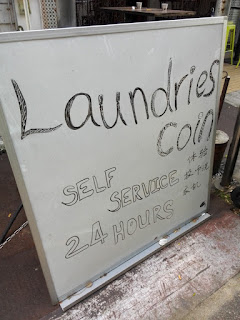 Laundries
Coin
SELF
SERVICE
24 HOURS